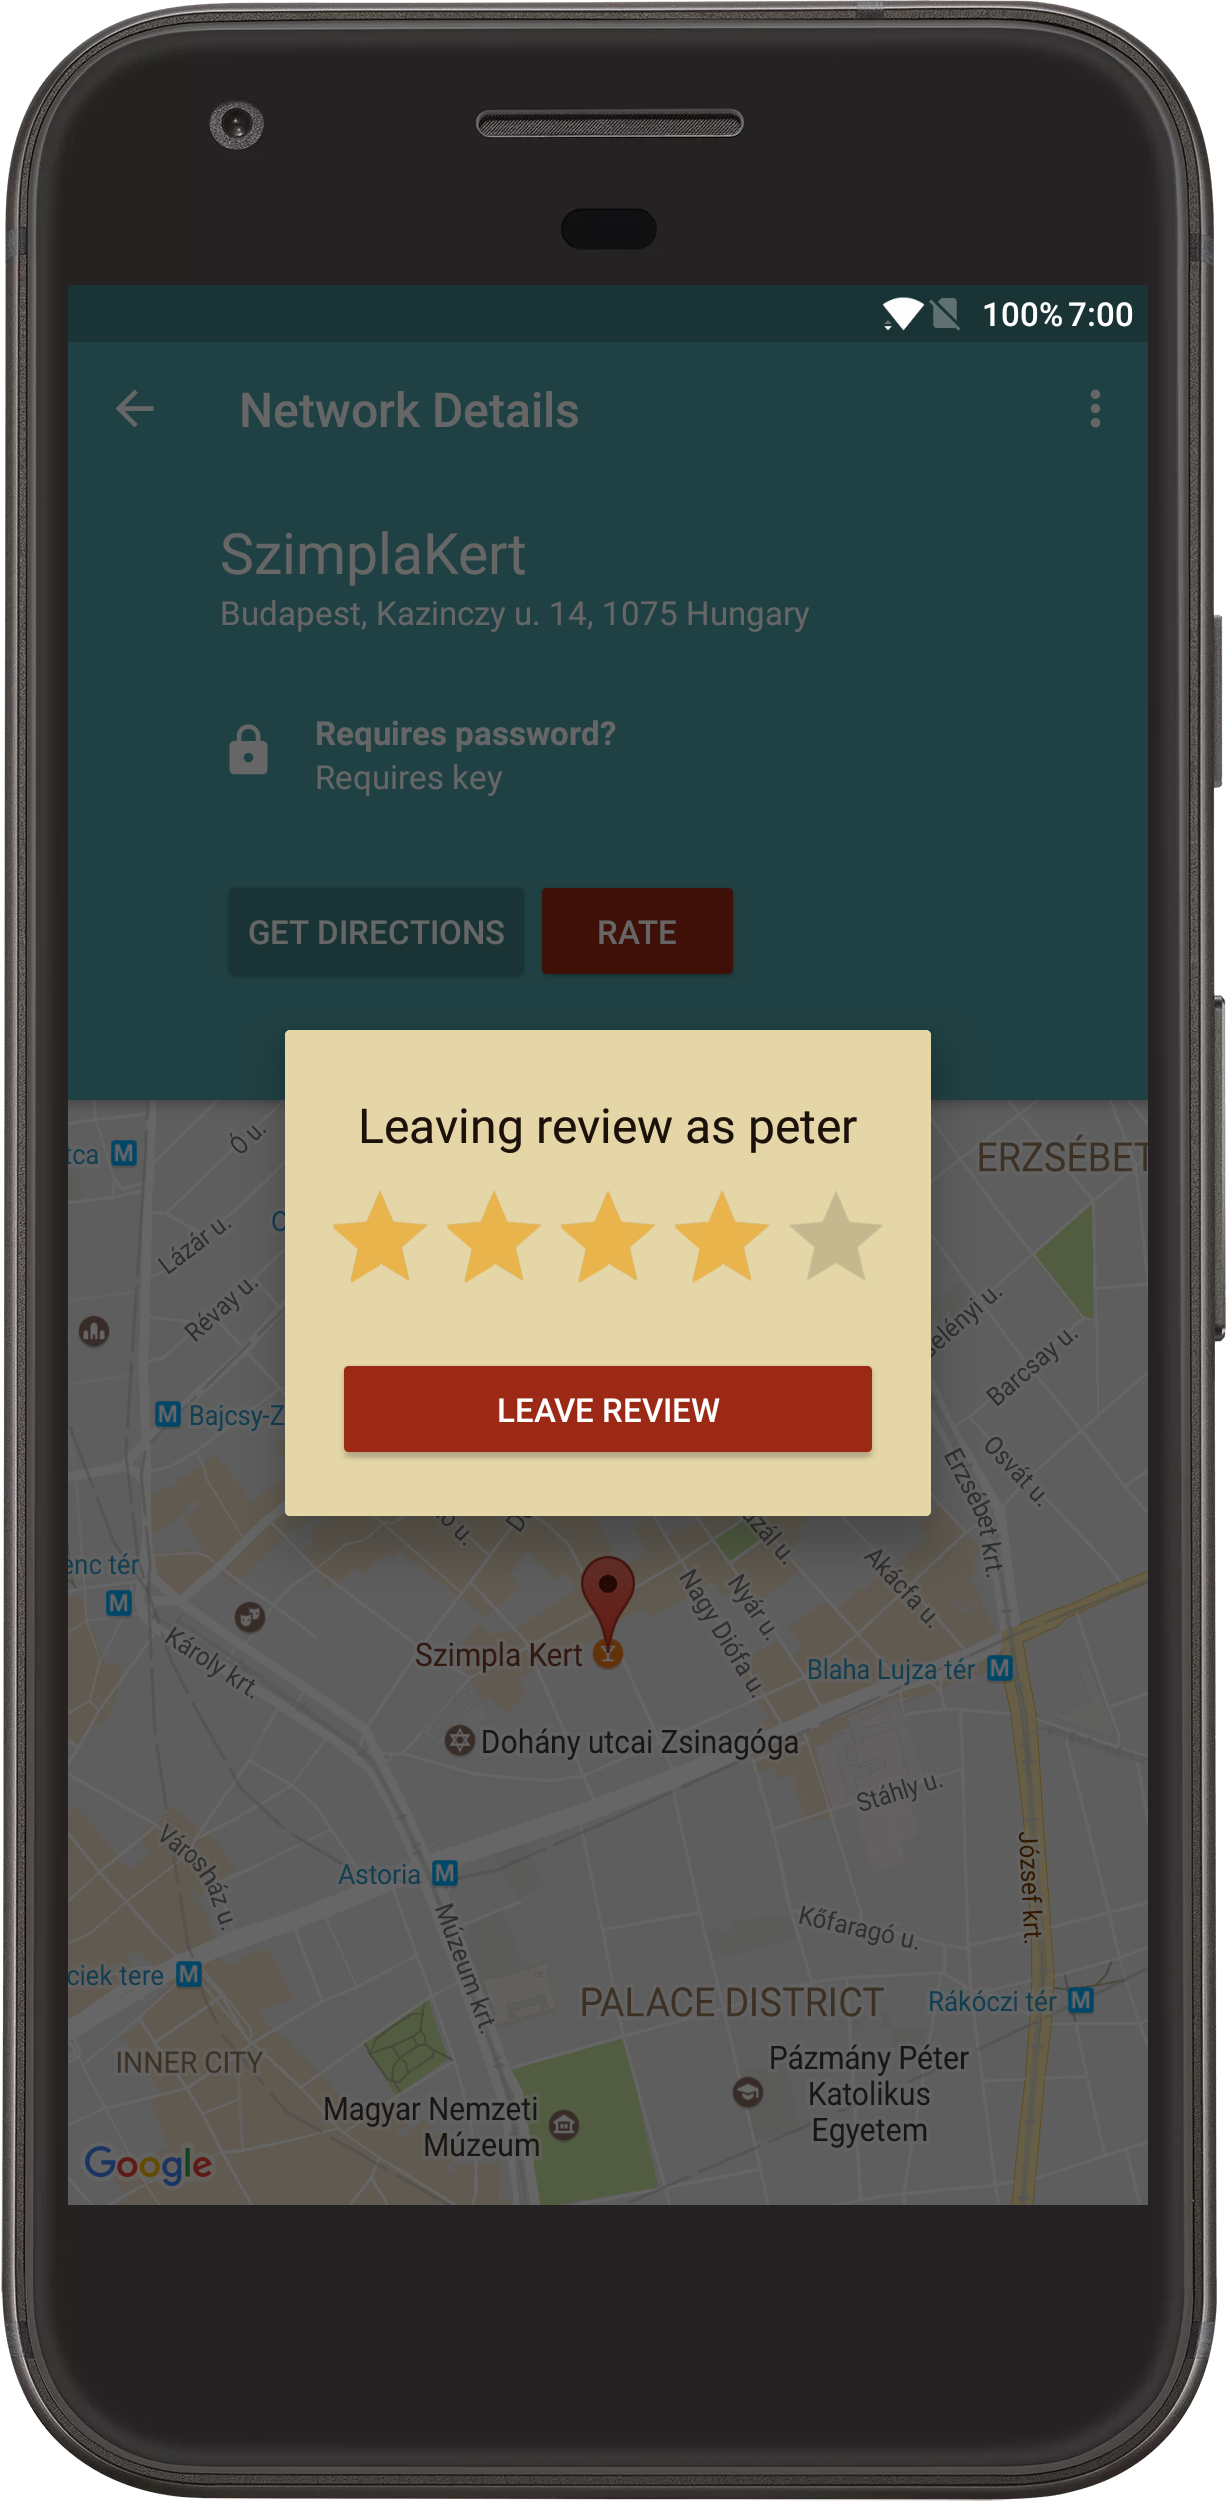 100% 7:00
Network Details
SzimplaKert
Budapest, Kazinczy u. 14, 1075 Hungary
Requires password?
Requires key
GET DIRECTIONS
RATE
Leaving review as peter
LEAVE REVIEW
tca M
Ó u.
ERZSÉBET
Lázár u.
Révay u.
Barcsay u.
M Bajcsy-Z
Osvát u.
Erzsébet krt.
enc tér
M
Akácfa u.
Nyár u.
Nagy Diófa u.
Károly krt.
Szimpla Kert
Blaha Lujza tér M
Dohány utcai Zsinagóga
Stáhly u.
Városház u.
József krt.
Astoria M
Múzeum krt.
Kőfaragó u.
ciek tere M
PALACE DISTRICT
Rákóczi tér M
INNER CITY
Pázmány Péter
Katolikus
Egyetem
Magyar Nemzeti
Múzeum
Google